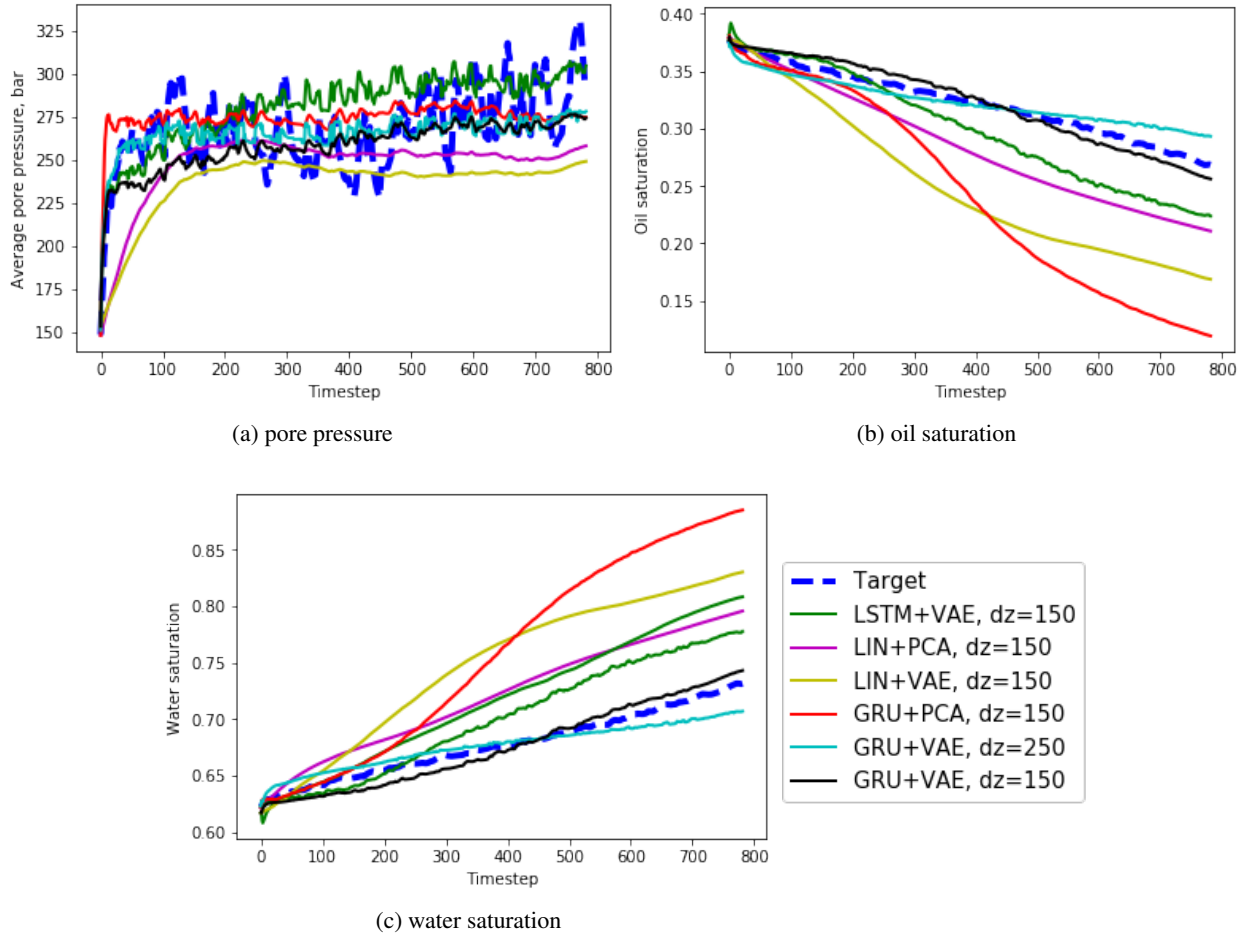 325
300
275
250
225
200
175
150
Average pore pressure, bar
0 100 200 300 400 500 600 700 800
Timestep
(a) pore pressure
0.40
0.35
0.30
0.25
0.20
0.15
Oil saturation
0 100 200 300 400 500 600 700 800
Timestep
(b) oil saturation
0.85
0.80
0.75
0.70
0.65
0.60
Water saturation
0 100 200 300 400 500 600 700 800
Timestep
(c) water saturation
Target
LSTM+VAE, dz=150
LIN+PCA, dz=150
LIN+VAE, dz=150
GRU+PCA, dz=150
GRU+VAE, dz=250
GRU+VAE, dz=150